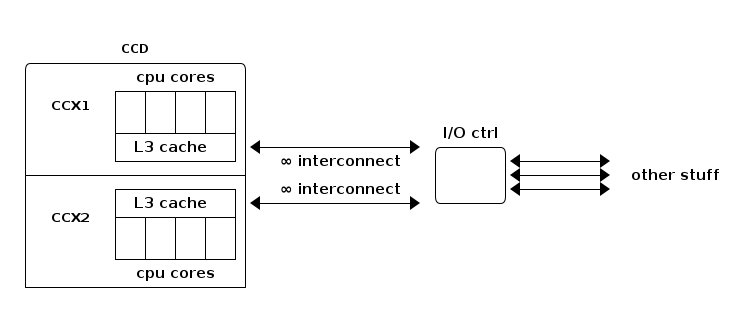 CCD
cpu cores
CCX1
I/O ctrl
L3 cache
∞ interconnect
other stuff
∞ interconnect
L3 cache
CCX2
cpu cores